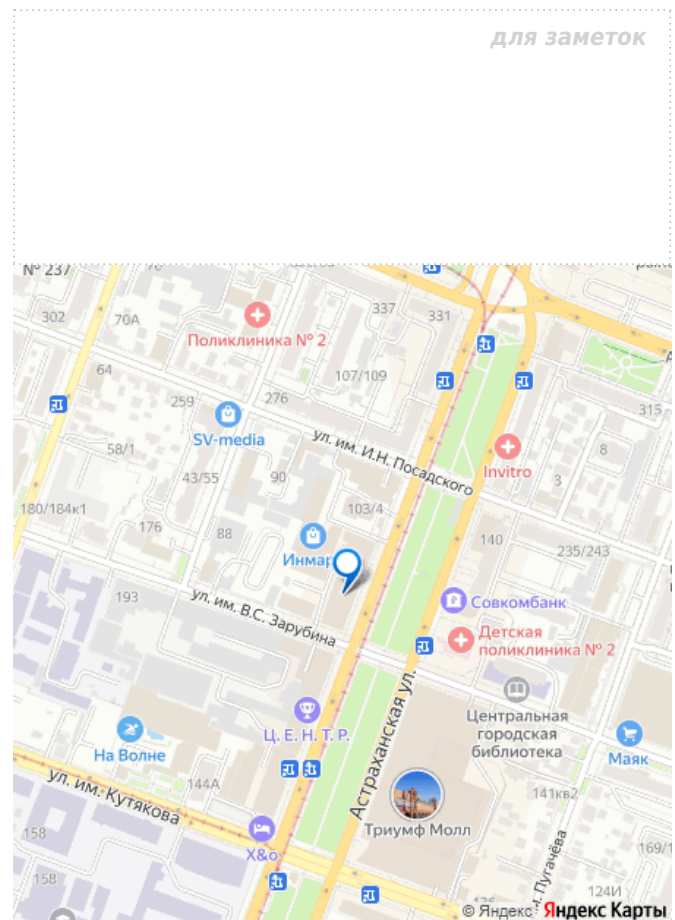 для заметок
№ 237
70
302
70А
337
331
Поликлиника № 2
64
107/109
259
276
315
SV-media
ул. им. И.Н. Посадского
58/1
43/55
90
Invitro
8
3
180/184к1
176
88
103/4
140
235/243
Инмар
193
ул. им. В.С. Зарубина
Совкомбанк
Детская
поликлиника № 2
Ц. Е. Н. Т. Р.
Центральная
городская
библиотека
На Волне
Маяк
Астраханская ул.
144А
141кв2
ул. им. Кутякова
Триумф Молл
158
Х&о
169/1
158
124И
м. Пугачёва
© Яндекс
Яндекс Карты